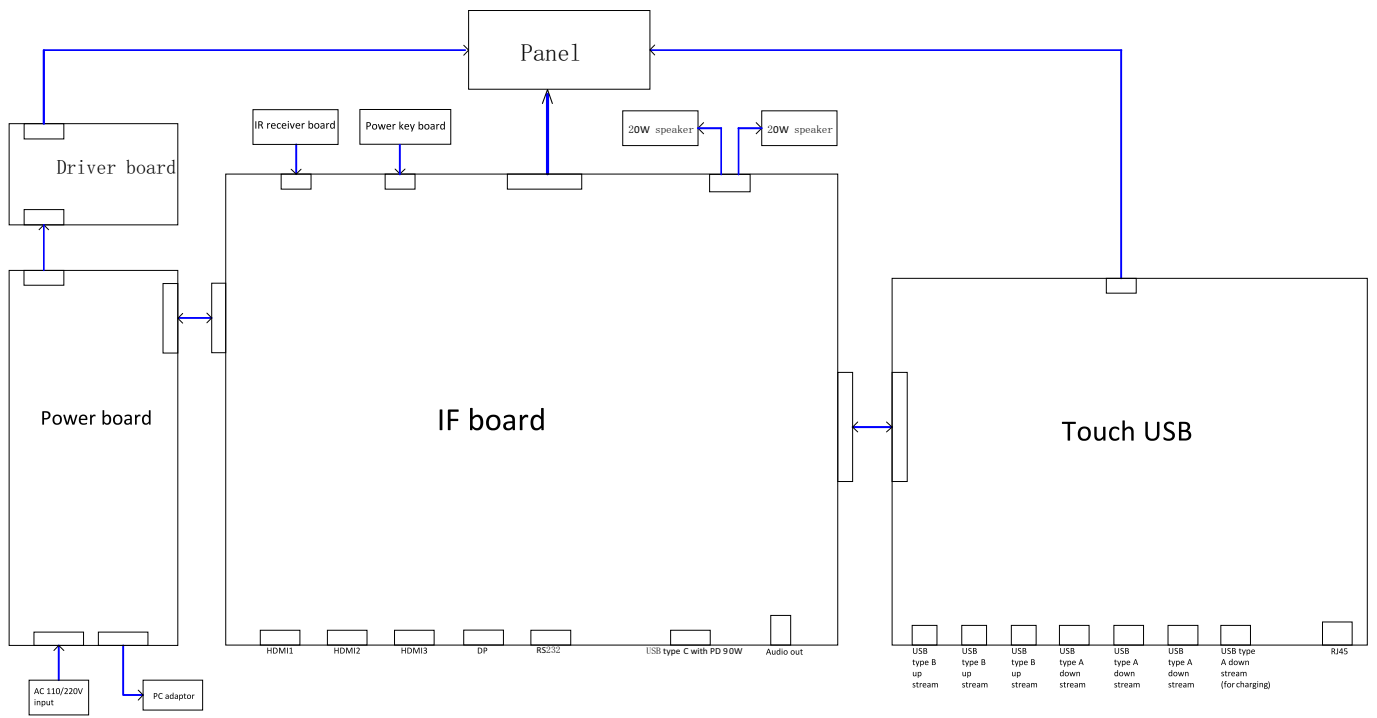 Panel
IR receiver board
Power key board
20W speaker
20W speaker
Driver board
Power board
IF board
Touch USB
HDMI1
HDMI2
HDMI3
DP
RS232
USB type C with PD 90W
Audio out
USB
type B
up
stream
USB
type B
up
stream
USB
type B
up
stream
USB
type A
down
stream
USB
type A
down
stream
USB
type A
down
stream
USB type
A down
stream
(for charging)
RJ45
AC 110/220V
input
PC adaptor